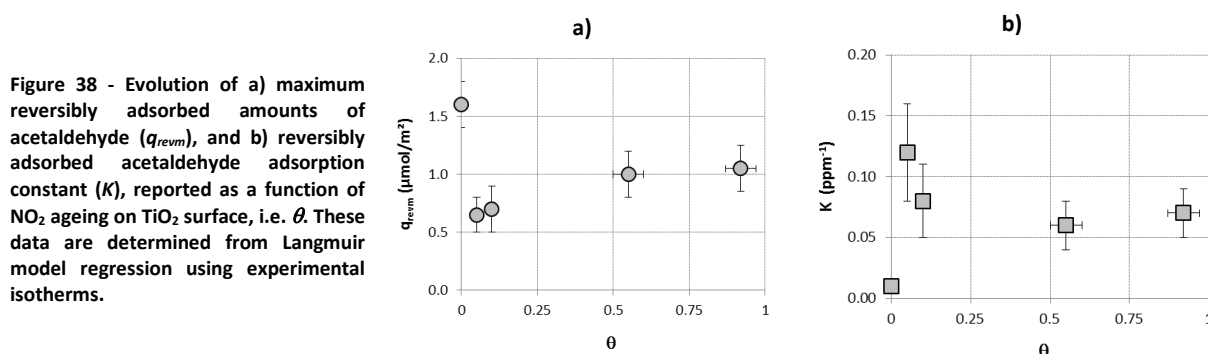 Figure 38 - Evolution of a) maximum
reversibly adsorbed amounts of
acetaldehyde (qrevm), and b) reversibly
adsorbed acetaldehyde adsorption
constant (K), reported as a function of
NO₂ ageing on TiO₂ surface, i.e. θ. These
data are determined from Langmuir
model regression using experimental
isotherms.
a)
2.0
1.5
1.0
0.5
0.0
qrevm (µmol/m²)
0
0.25
0.5
0.75
1
θ
b)
0.20
0.15
0.10
0.05
0.00
K (ppm⁻¹)
0
0.25
0.5
0.75
1
θ